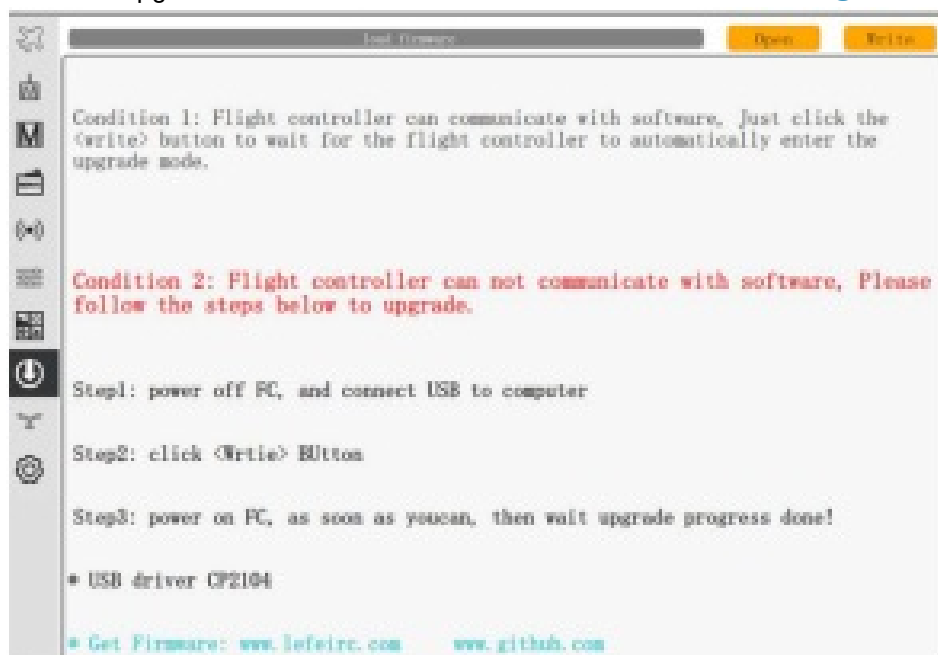 load firmware
Open
Write
M
Condition 1: Flight controller can communicate with software, Just click the
<write> button to wait for the flight controller to automatically enter the
upgrade mode.
Condition 2: Flight controller can not communicate with software, Please
follow the steps below to upgrade.
Step1: power off FC, and connect USB to computer
Step2: click <Wrtie> BUtton
Step3: power on FC, as soon as youcan, then wait upgrade progress done!
* USB driver CP2104
* Get Firmware: www.lefeirc.com www.github.com